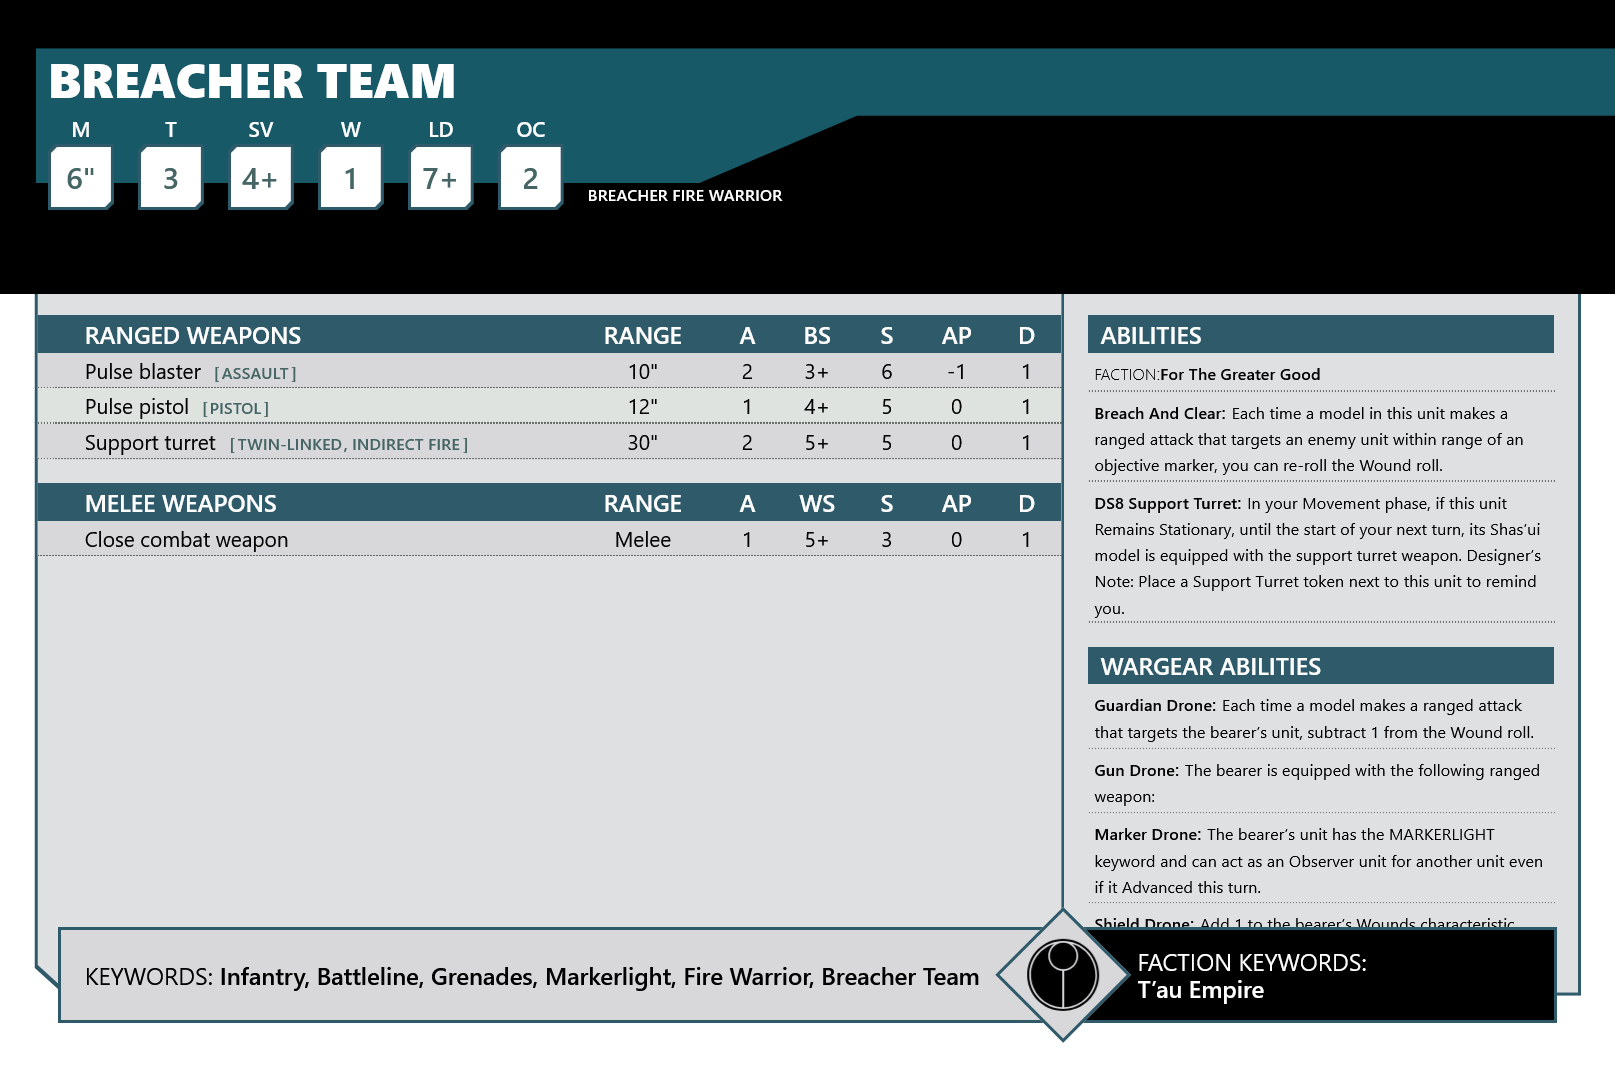 BREACHER TEAM
M T SV W LD OC
6" 3 4+ 1 7+ 2
BREACHER FIRE WARRIOR
RANGED WEAPONS RANGE A BS S AP D
Pulse blaster [ASSAULT] 10" 2 3+ 6 -1 1
Pulse pistol [PISTOL] 12" 1 4+ 5 0 1
Support turret [TWIN-LINKED, INDIRECT FIRE] 30" 2 5+ 5 0 1
MELEE WEAPONS RANGE A WS S AP D
Close combat weapon Melee 1 5+ 3 0 1
ABILITIES
FACTION:For The Greater Good
Breach And Clear: Each time a model in this unit makes a
ranged attack that targets an enemy unit within range of an
objective marker, you can re-roll the Wound roll.
DS8 Support Turret: In your Movement phase, if this unit
Remains Stationary, until the start of your next turn, its Shas’ui
model is equipped with the support turret weapon. Designer’s
Note: Place a Support Turret token next to this unit to remind
you.
WARGEAR ABILITIES
Guardian Drone: Each time a model makes a ranged attack
that targets the bearer’s unit, subtract 1 from the Wound roll.
Gun Drone: The bearer is equipped with the following ranged
weapon:
Marker Drone: The bearer’s unit has the MARKERLIGHT
keyword and can act as an Observer unit for another unit even
if it Advanced this turn.
Shield Drone: Add 1 to the bearer’s Wounds characteristic
KEYWORDS: Infantry, Battleline, Grenades, Markerlight, Fire Warrior, Breacher Team
FACTION KEYWORDS:
T’au Empire